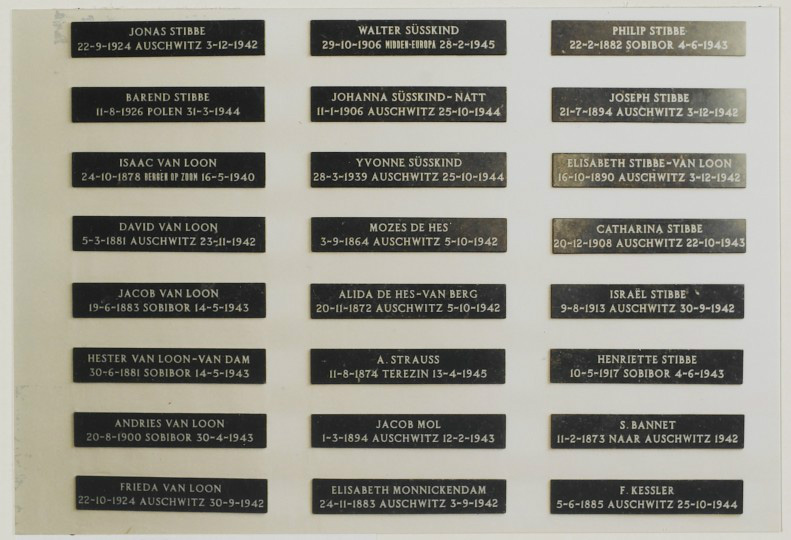 JONAS STIBBE
22-9-1924 AUSCHWITZ 3-12-1942
BAREND STIBBE
11-8-1926 POLEN 31-3-1944
ISAAC VAN LOON
24-10-1878 BERGEN OP ZOOM 16-5-1940
DAVID VAN LOON
5-3-1881 AUSCHWITZ 23-11-1942
JACOB VAN LOON
19-6-1883 SOBIBOR 14-5-1943
HESTER VAN LOON-VAN DAM
30-6-1881 SOBIBOR 14-5-1943
ANDRIES VAN LOON
20-8-1900 SOBIBOR 30-4-1943
FRIEDA VAN LOON
22-10-1924 AUSCHWITZ 30-9-1942
WALTER SÜSSKIND
29-10-1906 MIDDEN-EUROPA 28-2-1945
JOHANNA SÜSSKIND-NATT
11-1-1906 AUSCHWITZ 25-10-1944
YVONNE SÜSSKIND
28-3-1939 AUSCHWITZ 25-10-1944
MOZES DE HES
3-9-1864 AUSCHWITZ 5-10-1942
ALIDA DE HES-VAN BERG
20-11-1872 AUSCHWITZ 5-10-1942
A. STRAUSS
11-8-1874 TEREZIN 13-4-1945
JACOB MOL
1-3-1894 AUSCHWITZ 12-2-1943
ELISABETH MONNICKENDAM
24-11-1883 AUSCHWITZ 3-9-1942
PHILIP STIBBE
22-2-1882 SOBIBOR 4-6-1943
JOSEPH STIBBE
21-7-1894 AUSCHWITZ 3-12-1942
ELISABETH STIBBE-VAN LOON
16-10-1890 AUSCHWITZ 3-12-1942
CATHARINA STIBBE
20-12-1908 AUSCHWITZ 22-10-1943
ISRAËL STIBBE
9-8-1913 AUSCHWITZ 30-9-1942
HENRIETTE STIBBE
10-5-1917 SOBIBOR 4-6-1943
S. BANNET
11-2-1873 NAAR AUSCHWITZ 1942
F. KESSLER
5-6-1885 AUSCHWITZ 25-10-1944